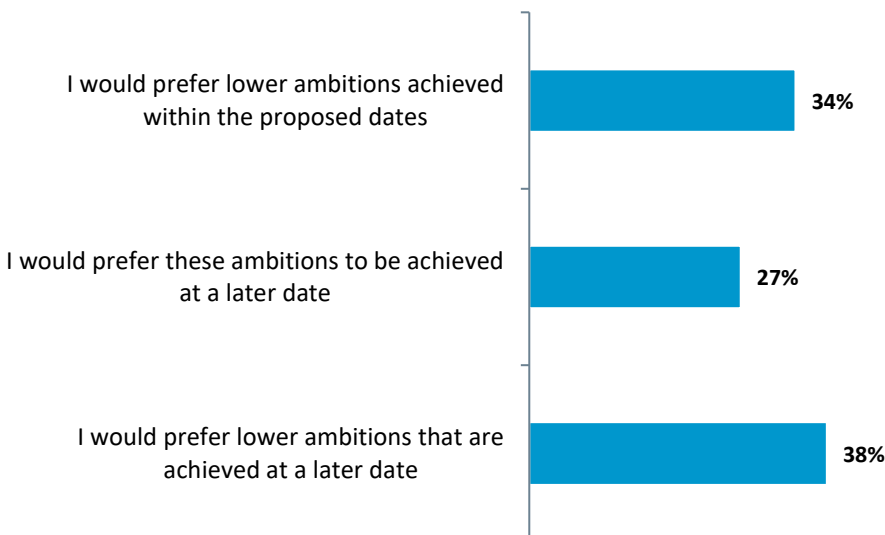 I would prefer lower ambitions achieved
within the proposed dates
34%
I would prefer these ambitions to be achieved
at a later date
27%
I would prefer lower ambitions that are
achieved at a later date
38%